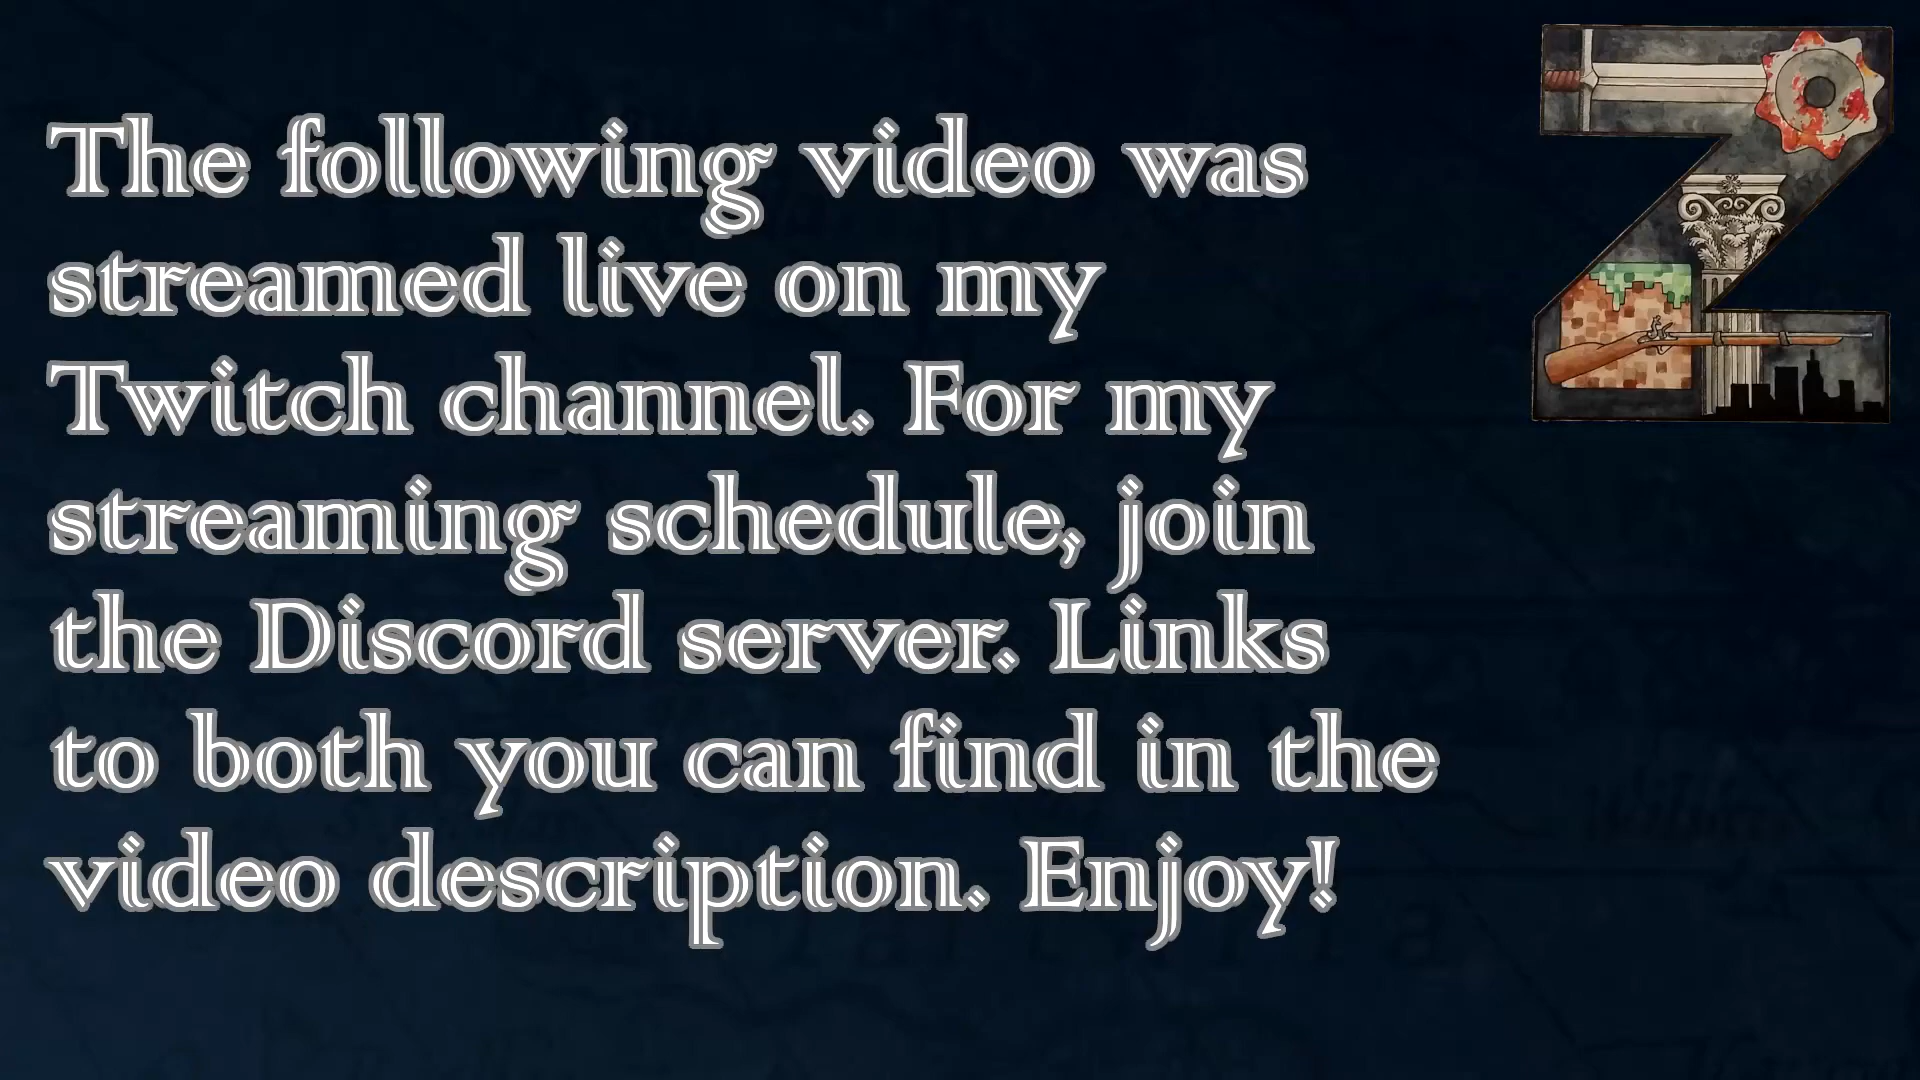 The following video was
streamed live on my
Twitch channel. For my
streaming schedule, join
the Discord server. Links
to both you can find in the
video description. Enjoy!